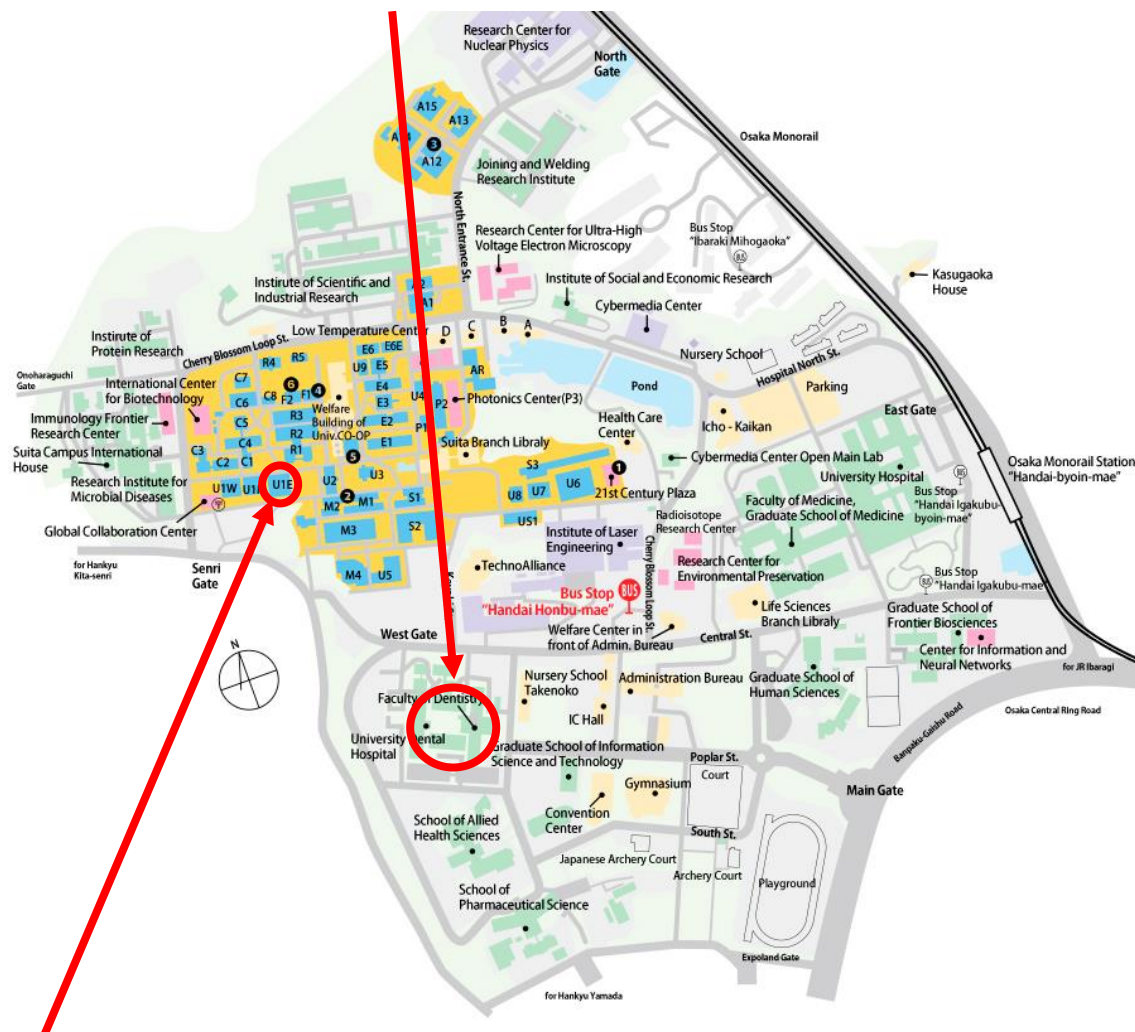 Research Center for
Nuclear Physics
North
Gate
A15
A13
3
A12
Osaka Monorail
Joining and Welding
Research Institute
North Entrance St.
Bus Stop
"Ibaraki Mihogaoka"
Research Center for Ultra-High
Voltage Electron Microscopy
Kasugaoka
House
Instirute of Scientific and
Industrial Research
A2
A1
Institute of Social and Economic Research
Cybermedia Center
Low Temperature Center
D
C
B
A
Institute of
Protein Research
Cherry Blossom Loop St.
Onoharaguchi
Gate
International Center
for Biotechnology
Immunology Frontier
Research Center
Suita Campus International
House
Research Institute for
Microbial Diseases
Global Collaboration Center
R4
R5
E6
E6E
U9
E5
C7
6
4
C6
C8
F2
F1
E4
E3
U4
AR
P2
Photonics Center(P3)
Welfare
Building of
Univ.CO-OP
C5
R3
E2
P1
C4
R2
E1
C3
C2
C1
R1
5
U3
Suita Branch Libraly
U1W
U1E
U2
2
M2
M1
S1
M3
S2
M4
U5
S3
U8
U7
U6
US1
1
21st Century Plaza
Nursery School
Hospital North St.
Pond
Parking
East Gate
Health Care
Center
Icho - Kaikan
Cybermedia Center Open Main Lab
University Hospital
Osaka Monorail Station
"Handai-byoin-mae"
Bus Stop
"Handai Igakubu-
byoin-mae"
Faculty of Medicine,
Graduate School of Medicine
Radioisotope
Research Center
Institute of Laser
Engineering
Cherry Blossom Loop St.
Research Center for
Environmental Preservation
for Hankyu
Kita-senri
Senri
Gate
TechnoAlliance
Bus Stop
"Handai Honbu-mae"
BUS
Bus Stop
"Handai Igakubu-mae"
Life Sciences
Branch Libraly
Graduate School of
Frontier Biosciences
Center for Information and
Neural Networks
West Gate
Welfare Center in
front of Admin. Bureau
Central St.
for JR Ibaragi
N
Nursery School
Takenoko
Administration Bureau
Graduate School of
Human Sciences
Osaka Central RIng Road
Banpaku-Gaishu Road
Faculty of Dentistry
IC Hall
University Dental
Hospital
Graduate School of Information
Science and Technology
Poplar St.
Court
Gymnasium
Main Gate
Convention
Center
School of Allied
Health Sciences
South St.
Japanese Archery Court
Archery Court
Playground
School of
Pharmaceutical Science
Expoland Gate
for Hankyu Yamada